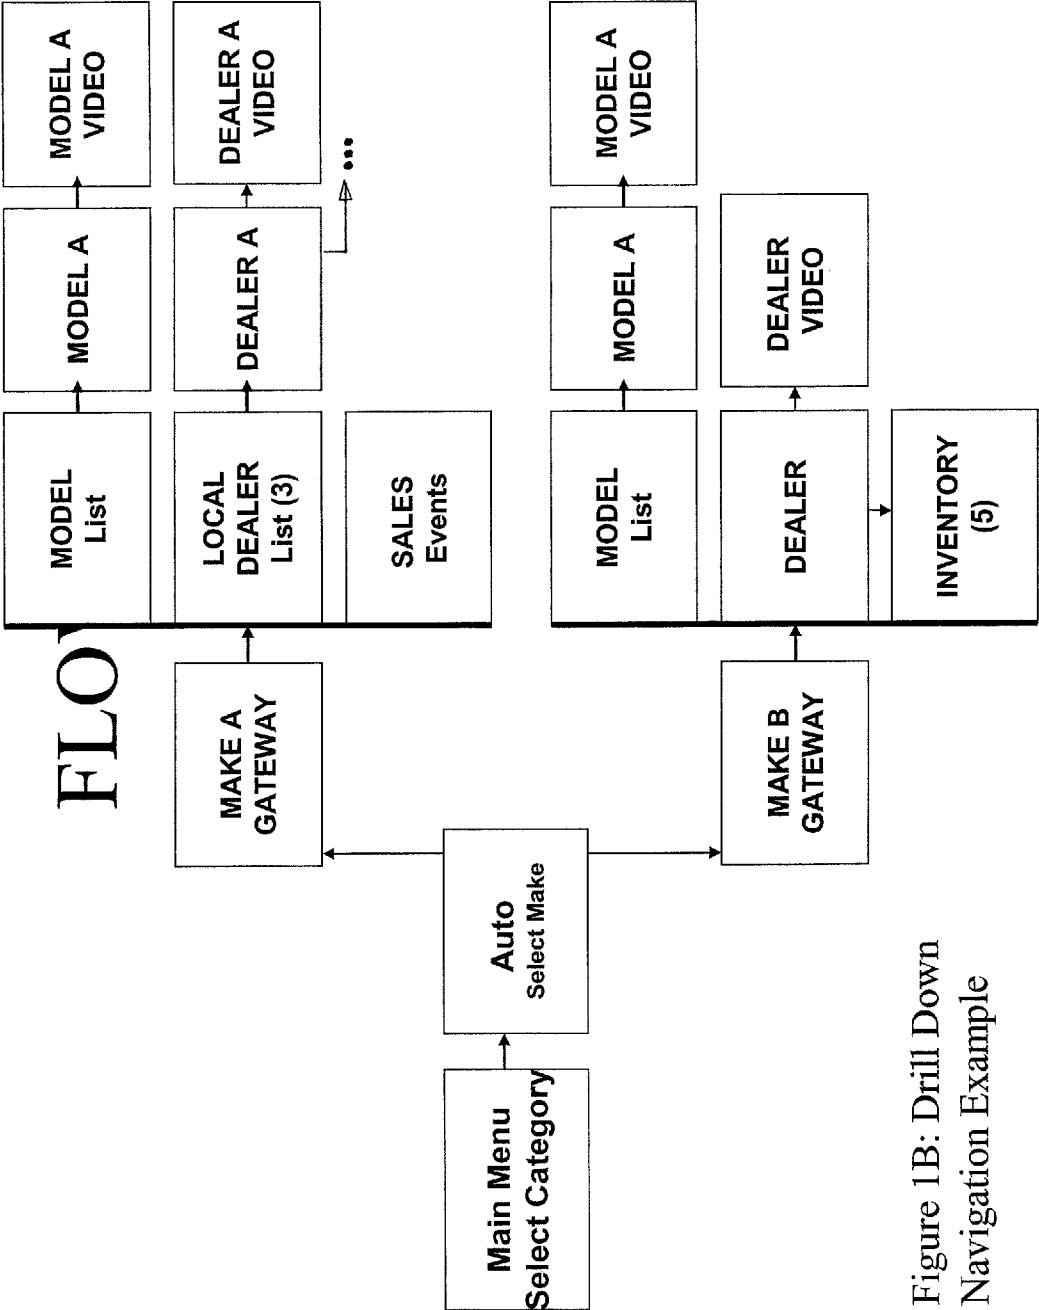 FLO
Main Menu
Select Category
Auto
Select Make
MAKE A
GATEWAY
MODEL
List
MODEL A
MODEL A
VIDEO
LOCAL
DEALER
List (3)
DEALER A
DEALER A
VIDEO
...
SALES
Events
MAKE B
GATEWAY
MODEL
List
MODEL A
MODEL A
VIDEO
DEALER
DEALER
VIDEO
INVENTORY
(5)
Figure 1B: Drill Down
Navigation Example